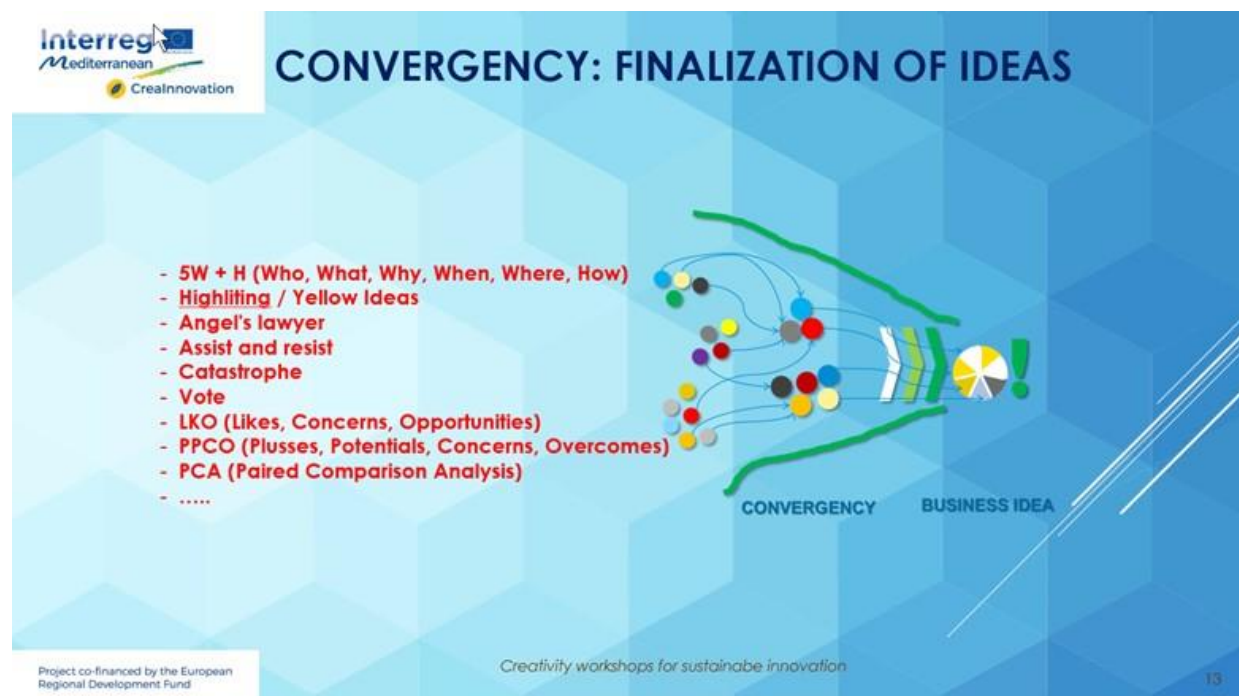 Interreg
Mediterranean
CreaInnovation
CONVERGENCY: FINALIZATION OF IDEAS
- 5W + H (Who, What, Why, When, Where, How)
- Highliting / Yellow Ideas
- Angel's lawyer
- Assist and resist
- Catastrophe
- Vote
- LKO (Likes, Concerns, Opportunities)
- PPCO (Plusses, Potentials, Concerns, Overcomes)
- PCA (Paired Comparison Analysis)
- .....
!
CONVERGENCY
BUSINESS IDEA
Project co-financed by the European
Regional Development Fund
Creativity workshops for sustainabe innovation
13